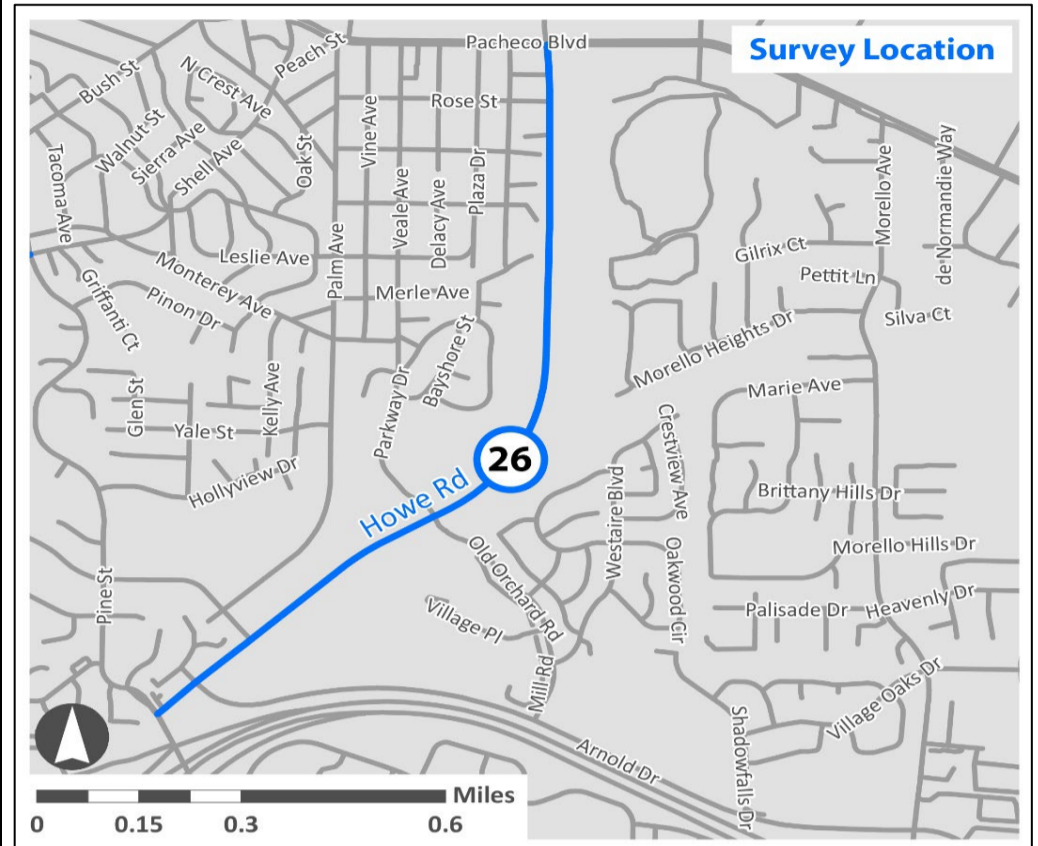 Survey Location
Pacheco Blvd
Peach St
Bush St
N Crest Ave
Rose St
Walnut St
Sierra Ave
Shell Ave
Oak St
Vine Ave
Veale Ave
Delacy Ave
Plaza Dr
Tacoma Ave
Morello Ave
de Normandie Way
Leslie Ave
Palm Ave
Gilrix Ct
Pettit Ln
Monterey Ave
Merle Ave
Griffanti Ct
Pinon Dr
Silva Ct
Morello Heights Dr
Bayshore St
Parkway Dr
Marie Ave
Glen St
Kelly Ave
Yale St
Crestview Ave
26
Hollyview Dr
Howe Rd
Westaire Blvd
Brittany Hills Dr
Morello Hills Dr
Old Orchard Rd
Oakwood Cir
Pine St
Village Pl
Palisade Dr
Heavenly Dr
Mill Rd
Village Oaks Dr
Shadowfalls Dr
Arnold Dr
Miles
0 0.15 0.3 0.6